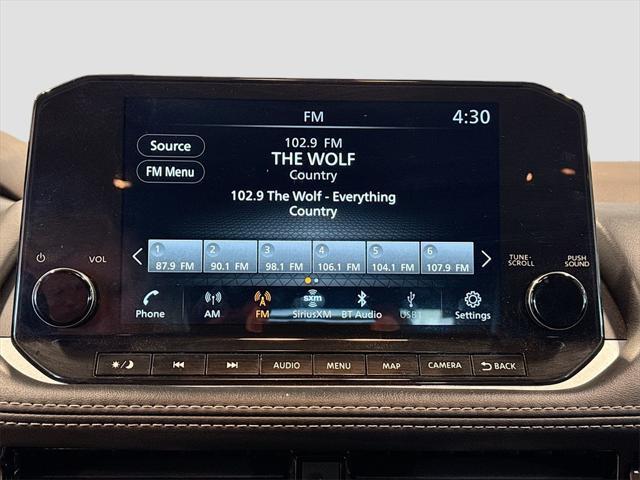 FM
4:30
Source
FM Menu
102.9 FM
THE WOLF
Country
102.9 The Wolf - Everything
Country
1 2 3 4 5 6
87.9 FM 90.1 FM 98.1 FM 106.1 FM 104.1 FM 107.9 FM
VOL
TUNE-
SCROLL
PUSH
SOUND
sxm
Phone AM FM SiriusXM BT Audio USB1 Settings
AUDIO MENU MAP CAMERA BACK